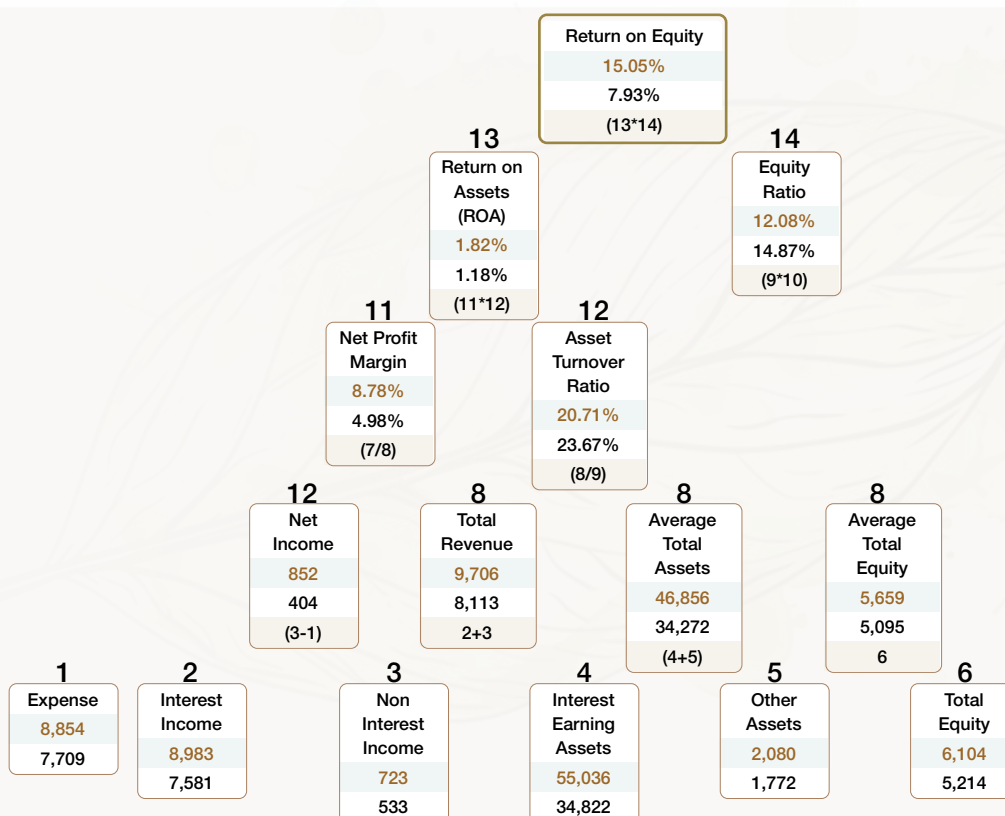 Return on Equity
15.05%
7.93%
(13*14)
13
Return on
Assets
(ROA)
1.82%
1.18%
(11*12)
14
Equity
Ratio
12.08%
14.87%
(9*10)
11
Net Profit
Margin
8.78%
4.98%
(7/8)
12
Asset
Turnover
Ratio
20.71%
23.67%
(8/9)
12
Net
Income
852
404
(3-1)
8
Total
Revenue
9,706
8,113
2+3
8
Average
Total
Assets
46,856
34,272
(4+5)
8
Average
Total
Equity
5,659
5,095
6
1
Expense
8,854
7,709
2
Interest
Income
8,983
7,581
3
Non
Interest
Income
723
533
4
Interest
Earning
Assets
55,036
34,822
5
Other
Assets
2,080
1,772
6
Total
Equity
6,104
5,214